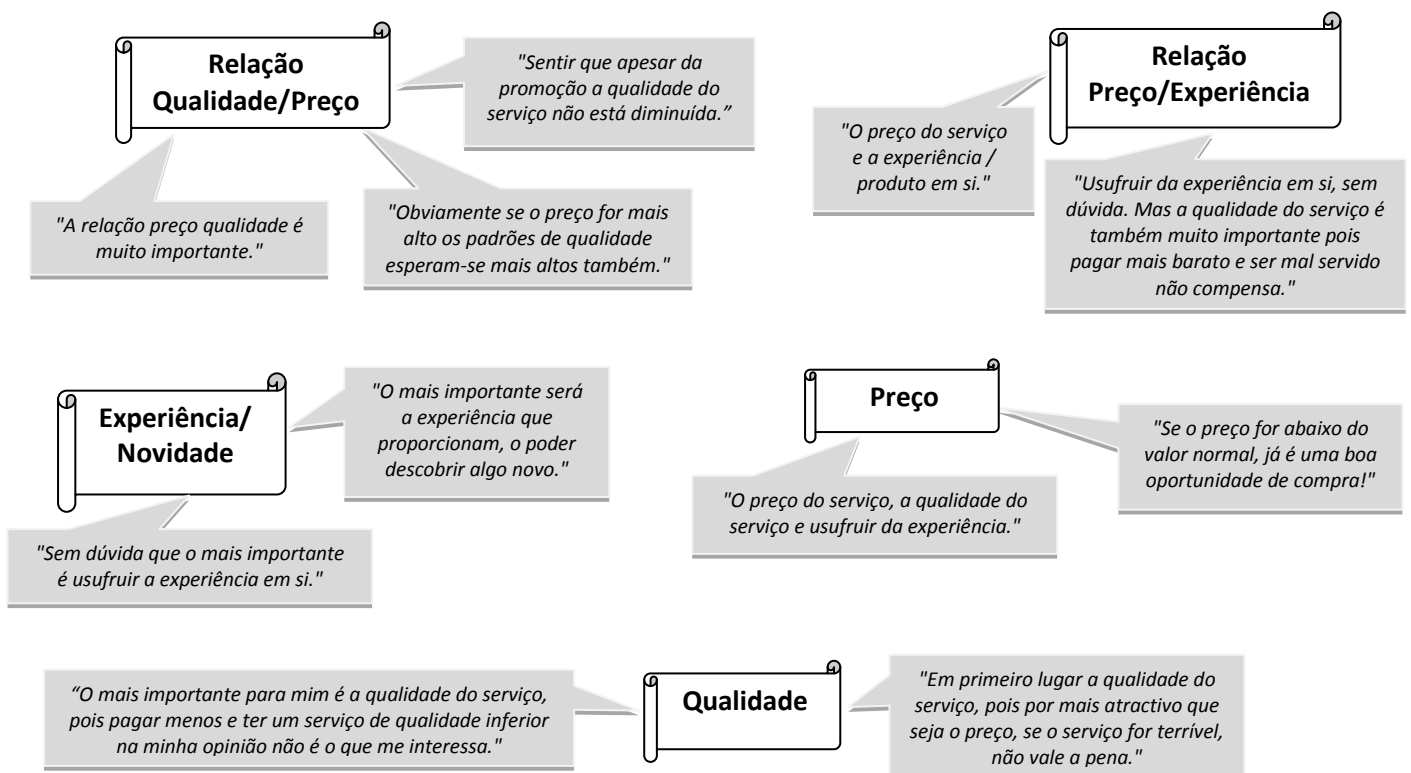 Relação
Qualidade/Preço
"Sentir que apesar da
promoção a qualidade do
serviço não está diminuída.”
"A relação preço qualidade é
muito importante."
"Obviamente se o preço for mais
alto os padrões de qualidade
esperam-se mais altos também."
Relação
Preço/Experiência
"O preço do serviço
e a experiência /
produto em si."
"Usufruir da experiência em si, sem
dúvida. Mas a qualidade do serviço é
também muito importante pois
pagar mais barato e ser mal servido
não compensa."
Experiência/
Novidade
"O mais importante será
a experiência que
proporcionam, o poder
descobrir algo novo."
"Sem dúvida que o mais importante
é usufruir a experiência em si."
Preço
"Se o preço for abaixo do
valor normal, já é uma boa
oportunidade de compra!"
"O preço do serviço, a qualidade do
serviço e usufruir da experiência."
“O mais importante para mim é a qualidade do serviço,
pois pagar menos e ter um serviço de qualidade inferior
na minha opinião não é o que me interessa."
Qualidade
"Em primeiro lugar a qualidade do
serviço, pois por mais atractivo que
seja o preço, se o serviço for terrível,
não vale a pena."